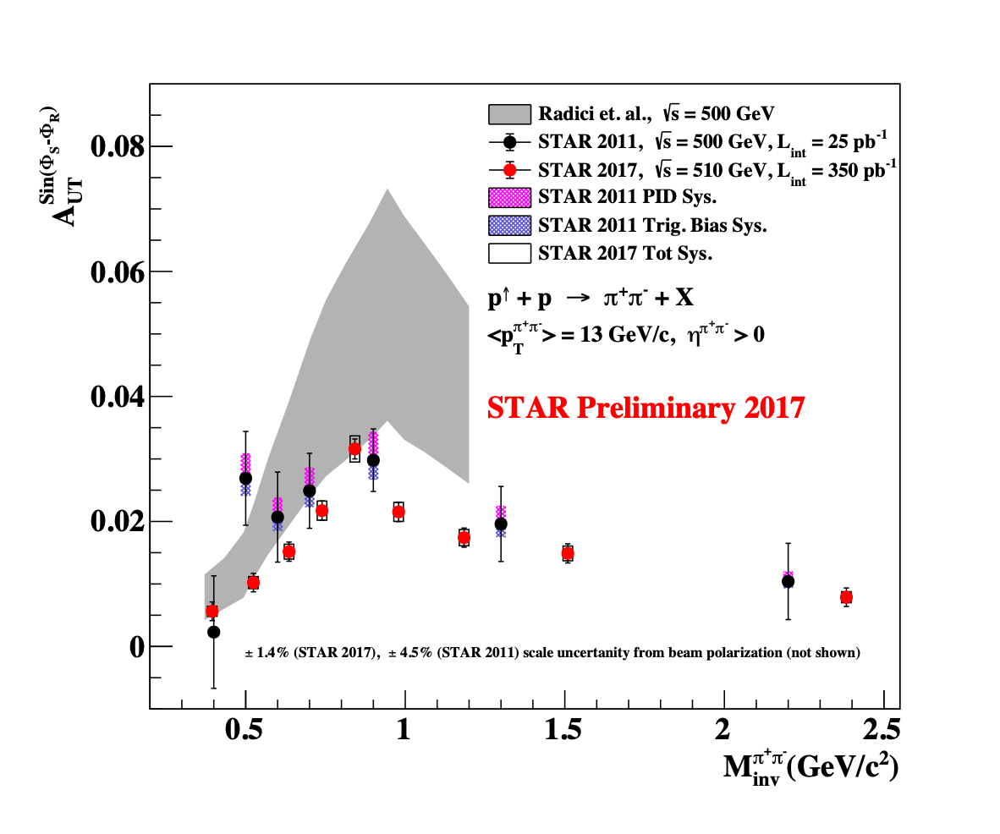 A_UT^Sin(Φ_S-Φ_R)
0.08
0.06
0.04
0.02
0
Radici et. al., √s = 500 GeV
STAR 2011, √s = 500 GeV, L_int = 25 pb^-1
STAR 2017, √s = 510 GeV, L_int = 350 pb^-1
STAR 2011 PID Sys.
STAR 2011 Trig. Bias Sys.
STAR 2017 Tot Sys.
p^↑ + p → π^+π^- + X
<p_T^π^+π^-> = 13 GeV/c, η^π^+π^- > 0
STAR Preliminary 2017
± 1.4% (STAR 2017), ± 4.5% (STAR 2011) scale uncertanity from beam polarization (not shown)
0.5 1 1.5 2 2.5
M_inv^π^+π^-(GeV/c^2)